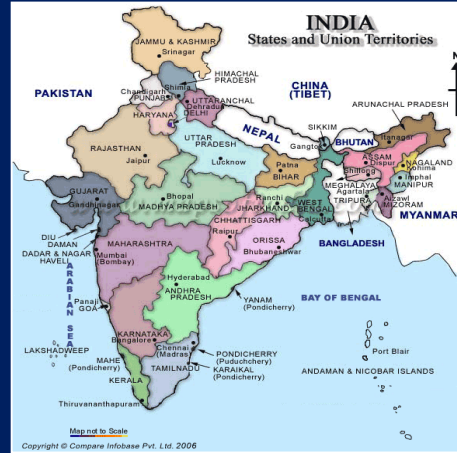 INDIA
States and Union Territories
JAMMU & KASHMIR
Srinagar
HIMACHAL
PRADESH
PAKISTAN
Chandigarh
Shimla
PUNJAB
UTTARANCHAL
Dehradun
CHINA
(TIBET)
HARYANA
DELHI
ARUNACHAL PRADESH
Itanagar
RAJASTHAN
Jaipur
UTTAR
PRADESH
Lucknow
NEPAL
SIKKIM
Gangtok
BHUTAN
ASSAM
Dispur
NAGALAND
Kohima
Patna
BIHAR
Shillong
MEGHALAYA
Imphal
MANIPUR
Agartala
TRIPURA
Aizawl
MIZORAM
MYANMAR
GUJARAT
Gandhinagar
Bhopal
MADHYA PRADESH
Ranchi
JHARKHAND
WEST
BENGAL
Calcutta
BANGLADESH
CHHATTISGARH
Raipur
ORISSA
Bhubaneshwar
DIU
DAMAN
DADAR & NAGAR
HAVELI
MAHARASHTRA
Mumbai
(Bombay)
Hyderabad
ANDHRA
PRADESH
YANAM
(Pondicherry)
BAY OF BENGAL
ARABIAN SEA
Panaji
GOA
KARNATAKA
Bangalore
Chennai
(Madras)
PONDICHERRY
(Puduchchery)
KARAIKAL
(Pondicherry)
LAKSHADWEEP
MAHE
(Pondicherry)
TAMILNADU
KERALA
Thiruvananthapuram
Port Blair
ANDAMAN & NICOBAR ISLANDS
Map not to Scale
Copyright © Compare Infobase Pvt. Ltd. 2006